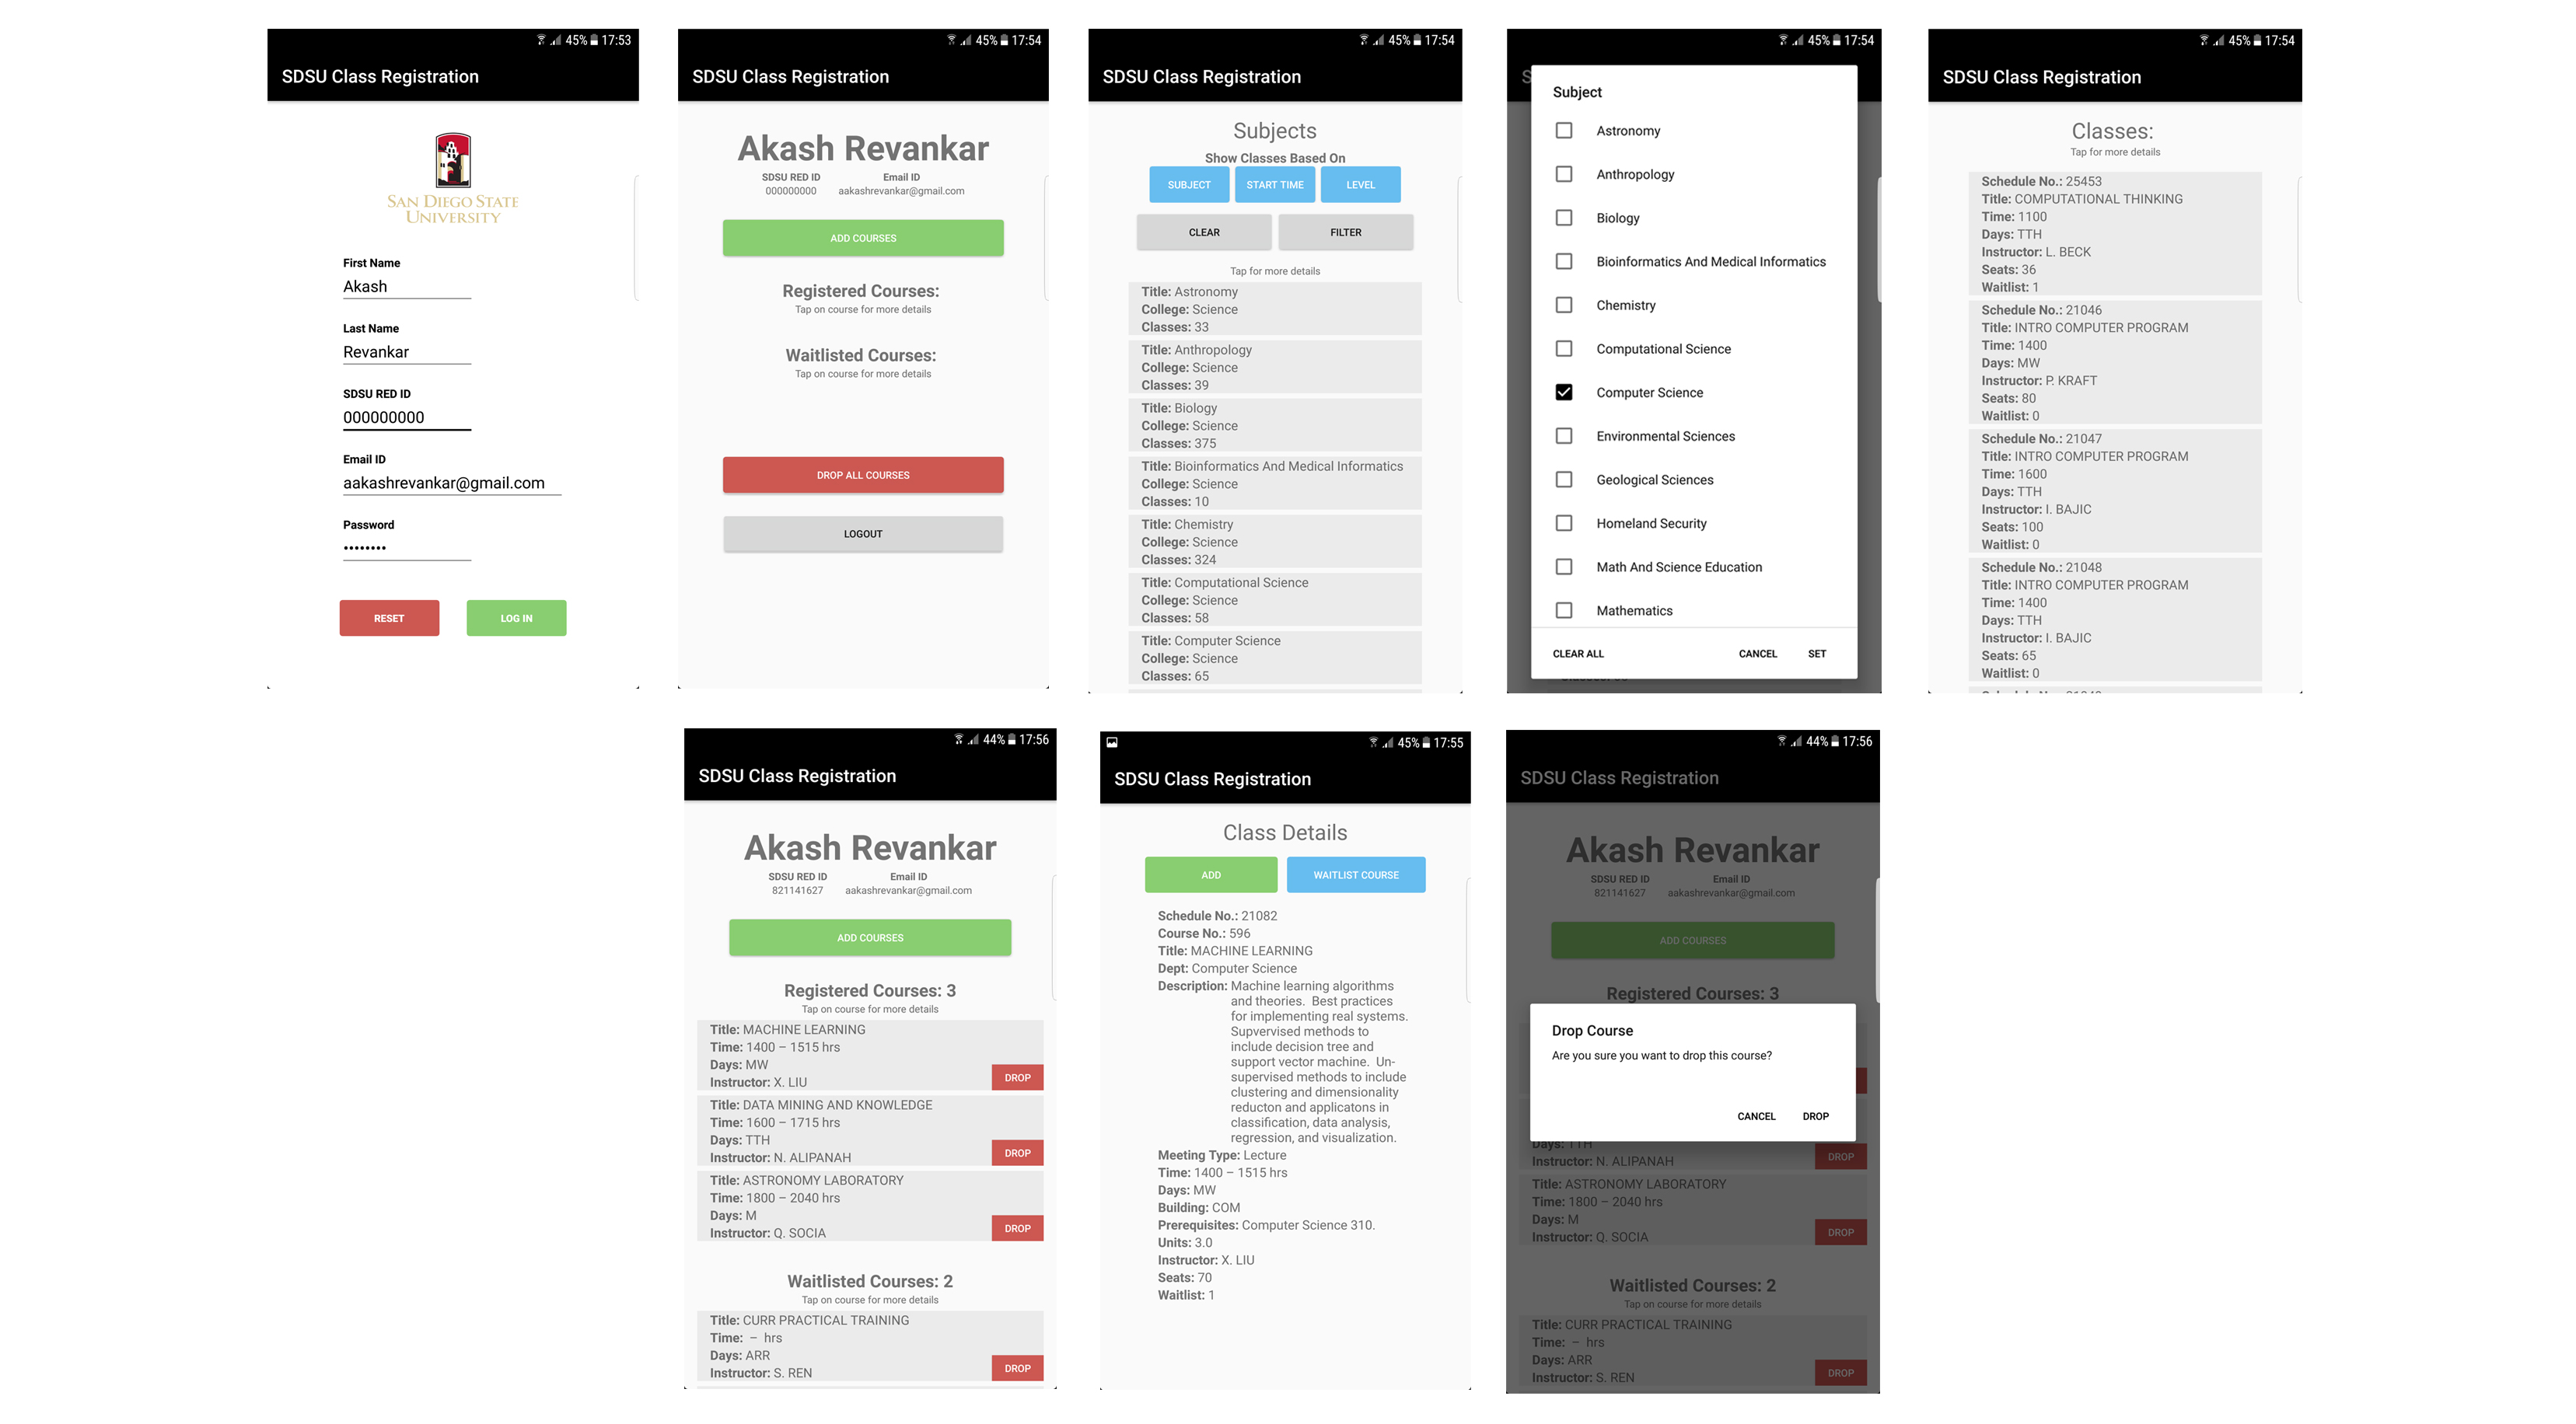 45% 17:53
SDSU Class Registration
SAN DIEGO STATE
UNIVERSITY
First Name
Akash
Last Name
Revankar
SDSU RED ID
000000000
Email ID
aakashrevankar@gmail.com
Password
••••••••
RESET LOG IN
45% 17:54
SDSU Class Registration
Akash Revankar
SDSU RED ID Email ID
000000000 aakashrevankar@gmail.com
ADD COURSES
Registered Courses:
Tap on course for more details
Waitlisted Courses:
Tap on course for more details
DROP ALL COURSES
LOGOUT
45% 17:54
SDSU Class Registration
Subjects
Show Classes Based On
SUBJECT START TIME LEVEL
CLEAR FILTER
Tap for more details
Title: Astronomy
College: Science
Classes: 33
Title: Anthropology
College: Science
Classes: 39
Title: Biology
College: Science
Classes: 375
Title: Bioinformatics And Medical Informatics
College: Science
Classes: 10
Title: Chemistry
College: Science
Classes: 324
Title: Computational Science
College: Science
Classes: 58
Title: Computer Science
College: Science
Classes: 65
45% 17:54
S
Subject
Astronomy
Anthropology
Biology
Bioinformatics And Medical Informatics
Chemistry
Computational Science
Computer Science
Environmental Sciences
Geological Sciences
Homeland Security
Math And Science Education
Mathematics
CLEAR ALL CANCEL SET
45% 17:54
SDSU Class Registration
Classes:
Tap for more details
Schedule No.: 25453
Title: COMPUTATIONAL THINKING
Time: 1100
Days: TTH
Instructor: L. BECK
Seats: 36
Waitlist: 1
Schedule No.: 21046
Title: INTRO COMPUTER PROGRAM
Time: 1400
Days: MW
Instructor: P. KRAFT
Seats: 80
Waitlist: 0
Schedule No.: 21047
Title: INTRO COMPUTER PROGRAM
Time: 1600
Days: TTH
Instructor: I. BAJIC
Seats: 100
Waitlist: 0
Schedule No.: 21048
Title: INTRO COMPUTER PROGRAM
Time: 1400
Days: TTH
Instructor: I. BAJIC
Seats: 65
Waitlist: 0
44% 17:56
SDSU Class Registration
Akash Revankar
SDSU RED ID Email ID
821141627 aakashrevankar@gmail.com
ADD COURSES
Registered Courses: 3
Tap on course for more details
Title: MACHINE LEARNING
Time: 1400 – 1515 hrs
Days: MW
Instructor: X. LIU
DROP
Title: DATA MINING AND KNOWLEDGE
Time: 1600 – 1715 hrs
Days: TTH
Instructor: N. ALIPANAH
DROP
Title: ASTRONOMY LABORATORY
Time: 1800 – 2040 hrs
Days: M
Instructor: Q. SOCIA
DROP
Waitlisted Courses: 2
Tap on course for more details
Title: CURR PRACTICAL TRAINING
Time: – hrs
Days: ARR
Instructor: S. REN
DROP
45% 17:55
SDSU Class Registration
Class Details
ADD WAITLIST COURSE
Schedule No.: 21082
Course No.: 596
Title: MACHINE LEARNING
Dept: Computer Science
Description: Machine learning algorithms
and theories. Best practices
for implementing real systems.
Supvervised methods to
include decision tree and
support vector machine. Un-
supervised methods to include
clustering and dimensionality
reducton and applicatons in
classification, data analysis,
regression, and visualization.
Meeting Type: Lecture
Time: 1400 – 1515 hrs
Days: MW
Building: COM
Prerequisites: Computer Science 310.
Units: 3.0
Instructor: X. LIU
Seats: 70
Waitlist: 1
44% 17:56
SDSU Class Registration
Akash Revankar
SDSU RED ID Email ID
821141627 aakashrevankar@gmail.com
ADD COURSES
Registered Courses: 3
Drop Course
Are you sure you want to drop this course?
CANCEL DROP
Days: TTH
Instructor: N. ALIPANAH
DROP
Title: ASTRONOMY LABORATORY
Time: 1800 – 2040 hrs
Days: M
Instructor: Q. SOCIA
DROP
Waitlisted Courses: 2
Tap on course for more details
Title: CURR PRACTICAL TRAINING
Time: – hrs
Days: ARR
Instructor: S. REN
DROP